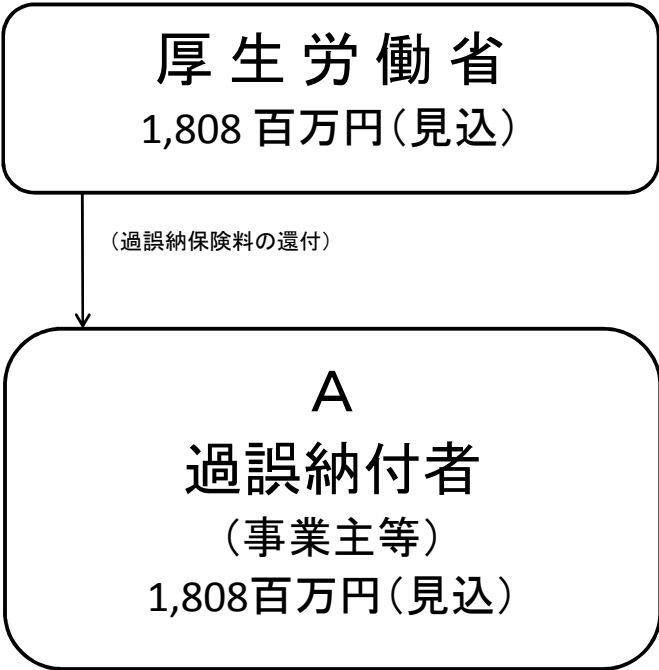 厚生労働省
1,808 百万円（見込）
（過誤納保険料の還付）
A
過誤納付者
（事業主等）
1,808百万円（見込）